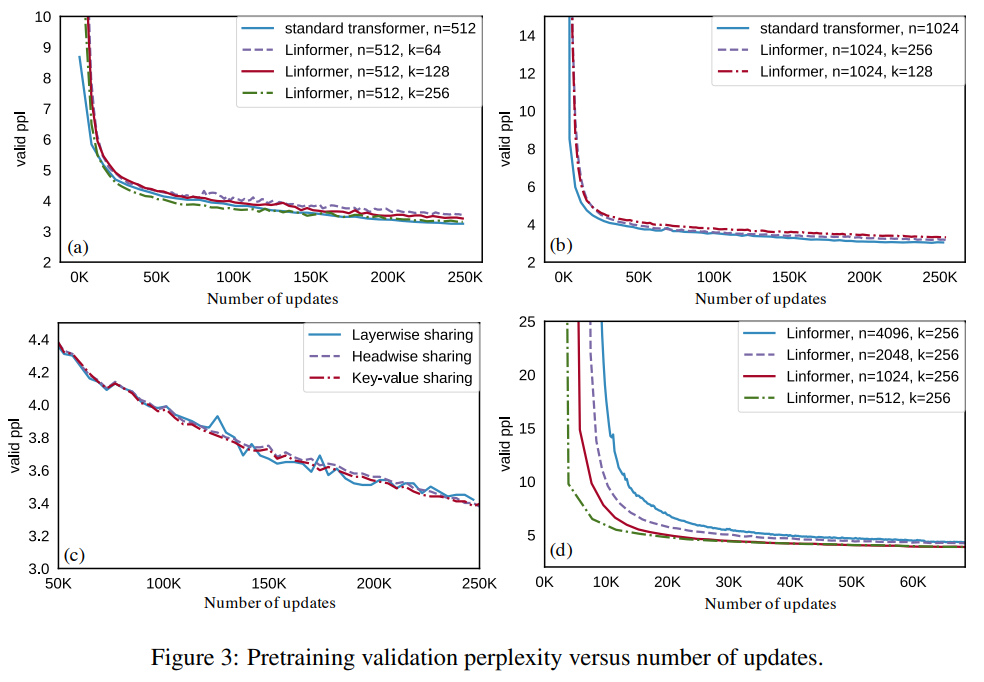 10
9
8
7
6
5
4
3
2
valid ppl
standard transformer, n=512
Linformer, n=512, k=64
Linformer, n=512, k=128
Linformer, n=512, k=256
(a)
0K 50K 100K 150K 200K 250K
Number of updates
14
12
10
8
6
4
2
valid ppl
standard transformer, n=1024
Linformer, n=1024, k=256
Linformer, n=1024, k=128
(b)
0K 50K 100K 150K 200K 250K
Number of updates
4.4
4.2
4.0
3.8
3.6
3.4
3.2
3.0
valid ppl
Layerwise sharing
Headwise sharing
Key-value sharing
(c)
50K 100K 150K 200K 250K
Number of updates
25
20
15
10
5
valid ppl
Linformer, n=4096, k=256
Linformer, n=2048, k=256
Linformer, n=1024, k=256
Linformer, n=512, k=256
(d)
0K 10K 20K 30K 40K 50K 60K
Number of updates
Figure 3: Pretraining validation perplexity versus number of updates.